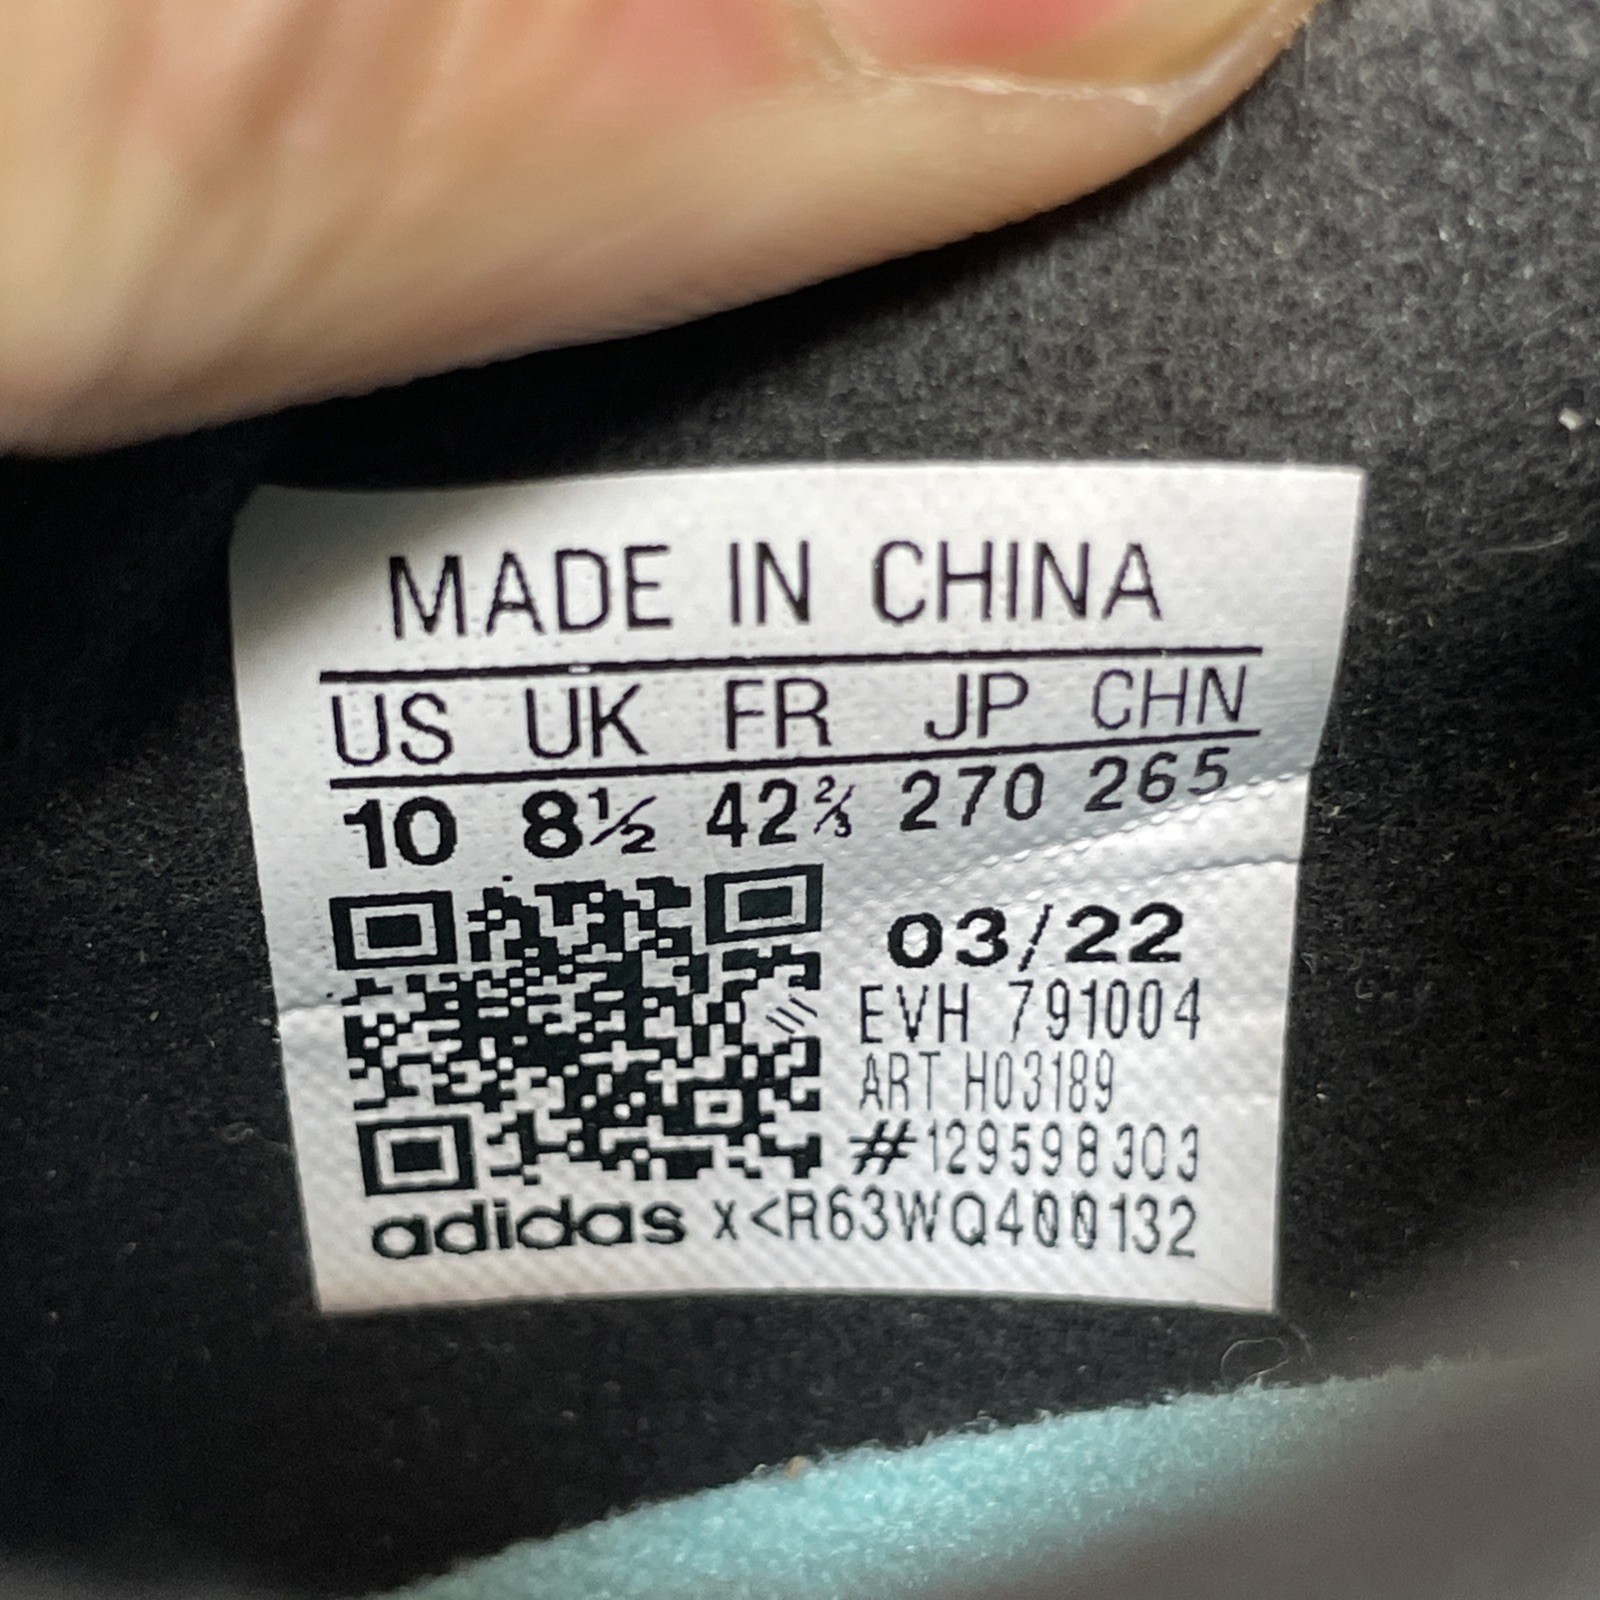 MADE IN CHINA
US UK FR JP CHN
10 8½ 42⅔ 270 265
03/22
EVH 791004
ART H03189
#129598303
adidas X<R63WQ400132